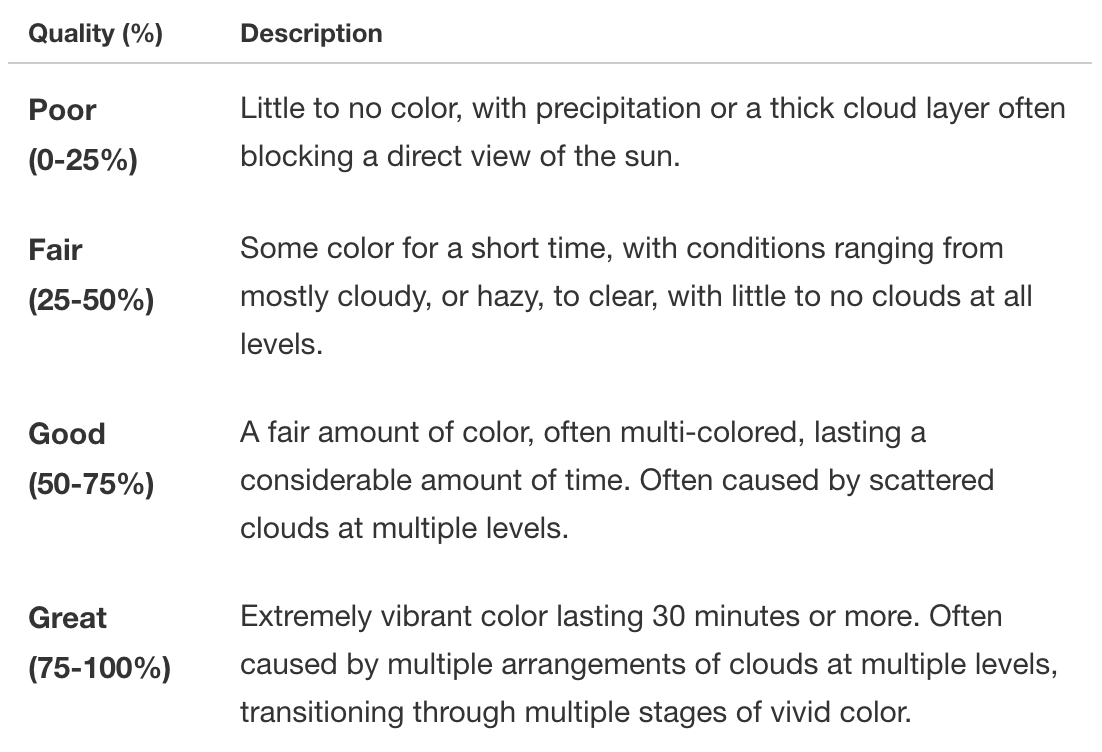 Quality (%) Description
Poor Little to no color, with precipitation or a thick cloud layer often
(0-25%) blocking a direct view of the sun.
Fair Some color for a short time, with conditions ranging from
(25-50%) mostly cloudy, or hazy, to clear, with little to no clouds at all
levels.
Good A fair amount of color, often multi-colored, lasting a
(50-75%) considerable amount of time. Often caused by scattered
clouds at multiple levels.
Great Extremely vibrant color lasting 30 minutes or more. Often
(75-100%) caused by multiple arrangements of clouds at multiple levels,
transitioning through multiple stages of vivid color.